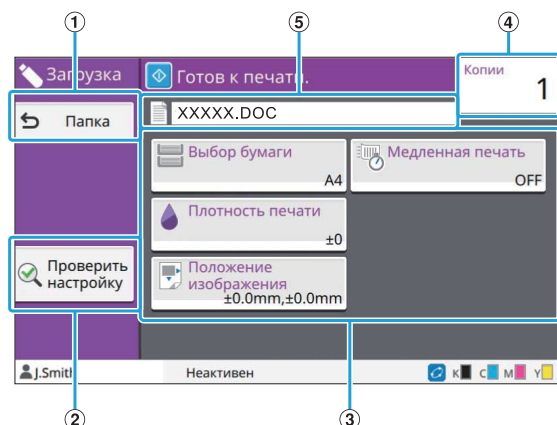 1
5
4
Загрузка
Готов к печати.
Копии
1
Папка
XXXXX.DOC
Выбор бумаги
A4
Медленная печать
OFF
Плотность печати
±0
Проверить
настройку
Положение
изображения
±0.0mm,±0.0mm
J.Smith
Неактивен
K C M Y
2
3